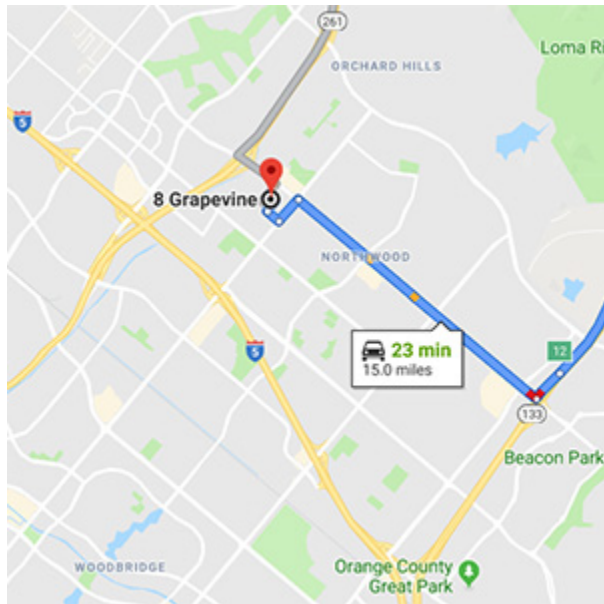 261
Loma Ri
ORCHARD HILLS
5
8 Grapevine
NORTHWOOD
5
23 min
15.0 miles
12
133
Beacon Park
WOODBRIDGE
Orange County
Great Park